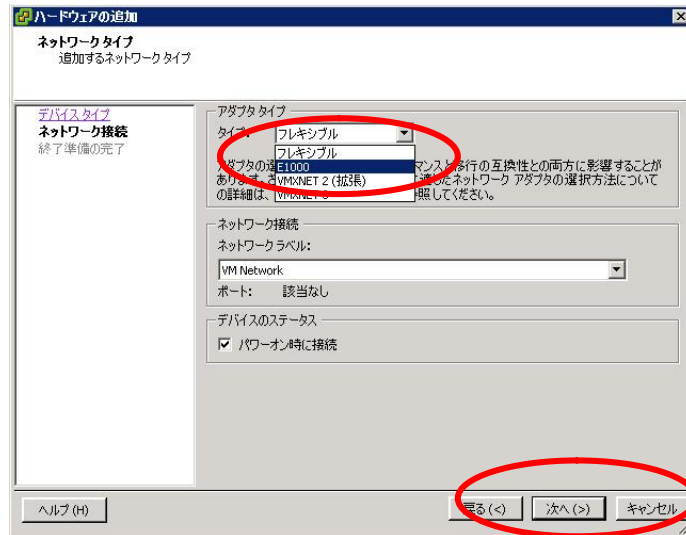 ハードウェアの追加
ネットワーク タイプ
追加するネットワーク タイプ
デバイス タイプ
ネットワーク接続
終了準備の完了
アダプタ タイプ
タイプ:
フレキシブル
フレキシブル
E1000
VMXNET 2 (拡張)
VMXNET 3
アダプタの選
マンスと移行の互換性との両方に影響することが
あります。
適したネットワーク アダプタの選択方法について
の詳細は、
照してください。
ネットワーク接続
ネットワーク ラベル:
VM Network
ポート: 該当なし
デバイスのステータス
パワーオン時に接続
ヘルプ (H)
戻る (<)
次へ (>)
キャンセル